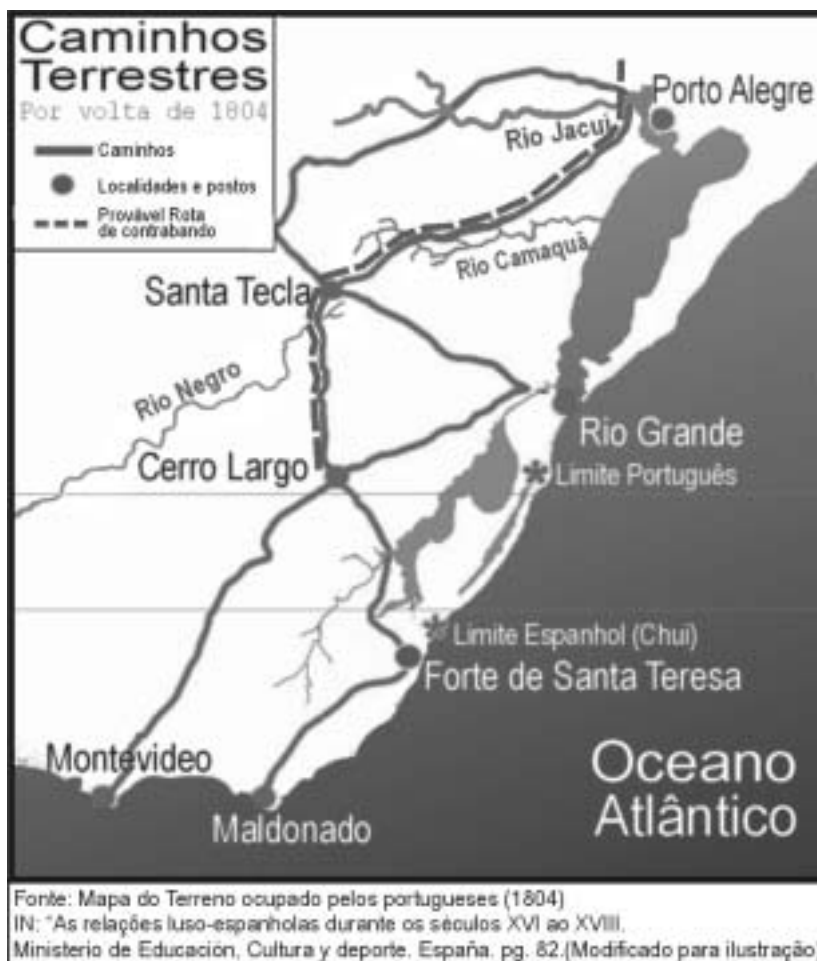 Caminhos
Terrestres
Por volta de 1804
Caminhos
Localidades e postos
Provável Rota
de contrabando
Porto Alegre
Rio Jacui
Rio Camaquã
Santa Tecla
Rio Negro
Rio Grande
Cerro Largo
Limite Português
Limite Espanhol (Chui)
Forte de Santa Teresa
Montevideo
Oceano
Atlântico
Maldonado
Fonte: Mapa do Terreno ocupado pelos portugueses (1804)
IN: "As relações luso-espanholas durante os séculos XVI ao XVIII.
Ministerio de Educación, Cultura y deporte. España. pg. 82.(Modificado para ilustração)